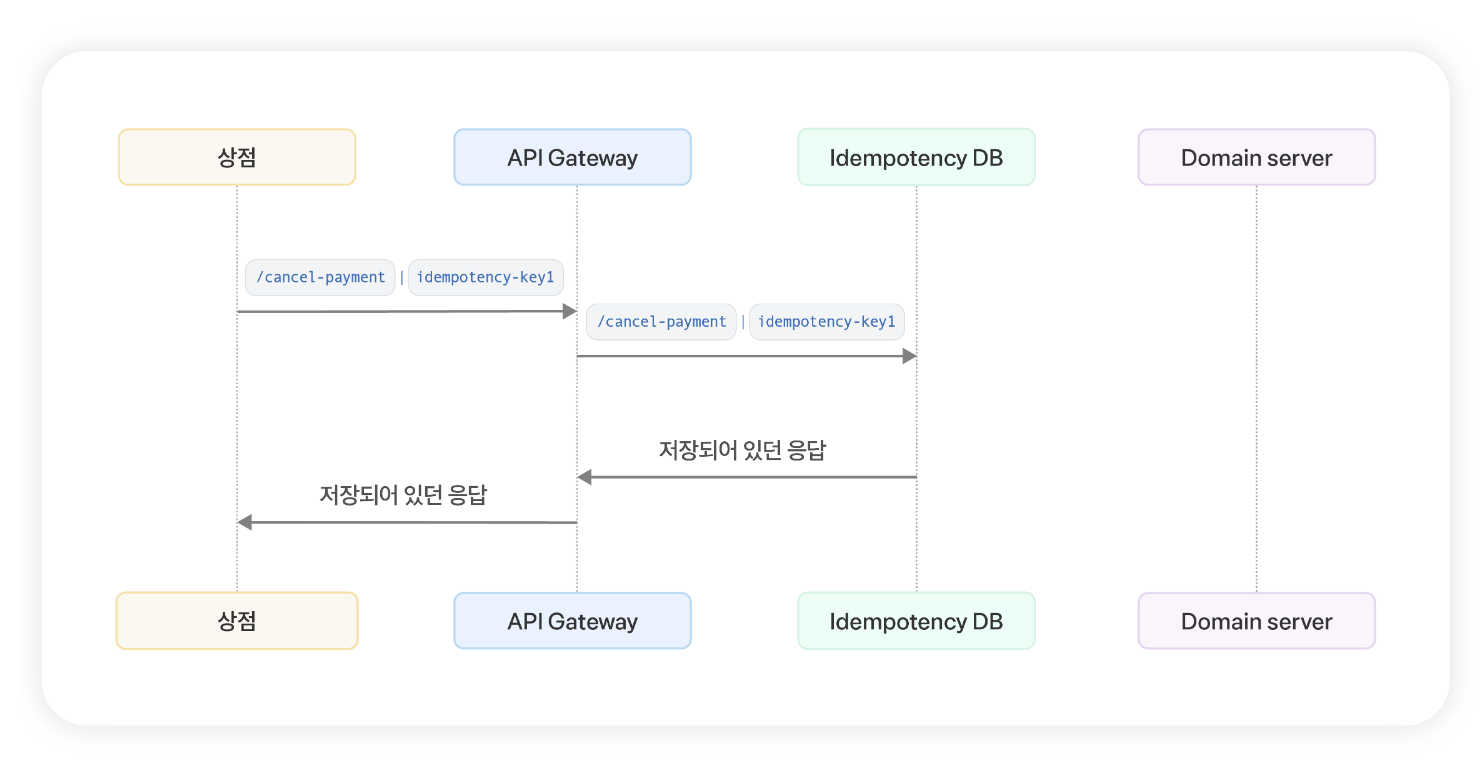 상점 API Gateway Idempotency DB Domain server
/cancel-payment | idempotency-key1
/cancel-payment | idempotency-key1
저장되어 있던 응답
저장되어 있던 응답
상점 API Gateway Idempotency DB Domain server